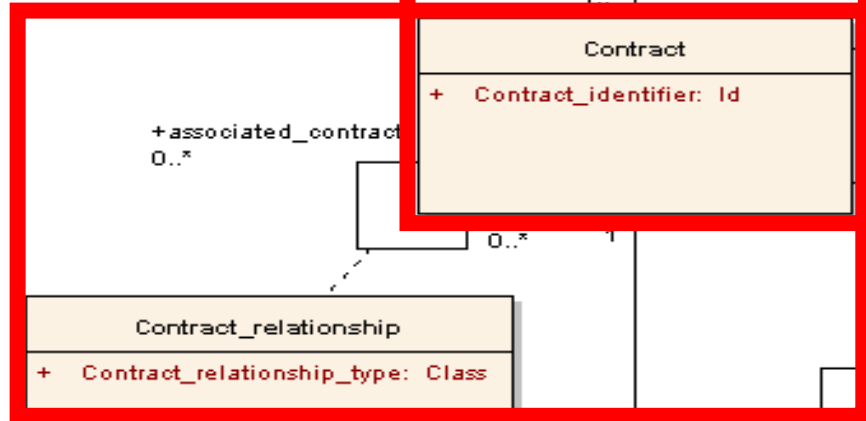 Contract
+ Contract_identifier: Id
+associated_contract
0..*
0..*
1
Contract_relationship
+ Contract_relationship_type: Class